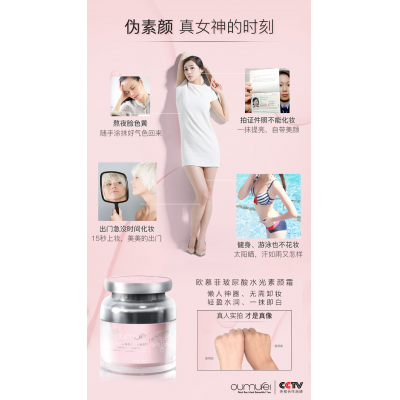 伪素颜 真女神的时刻
熬夜脸色黄
随手涂抹好气色回来
拍证件照不能化妆
一抹提亮，自带美颜
出门急没时间化妆
15秒上妆，美美的出门
健身、游泳也不花妆
太阳晒，汗如雨又怎样
欧慕菲玻尿酸水光素颜霜
懒人神器、无需卸妆
轻盈水润、一抹即白
真人实拍 才是真像
oumuei
CCTV